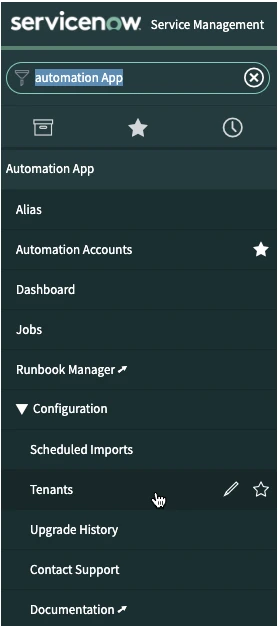 servicenow. Service Management
automation App
Automation App
Alias
Automation Accounts
Dashboard
Jobs
Runbook Manager
Configuration
Scheduled Imports
Tenants
Upgrade History
Contact Support
Documentation